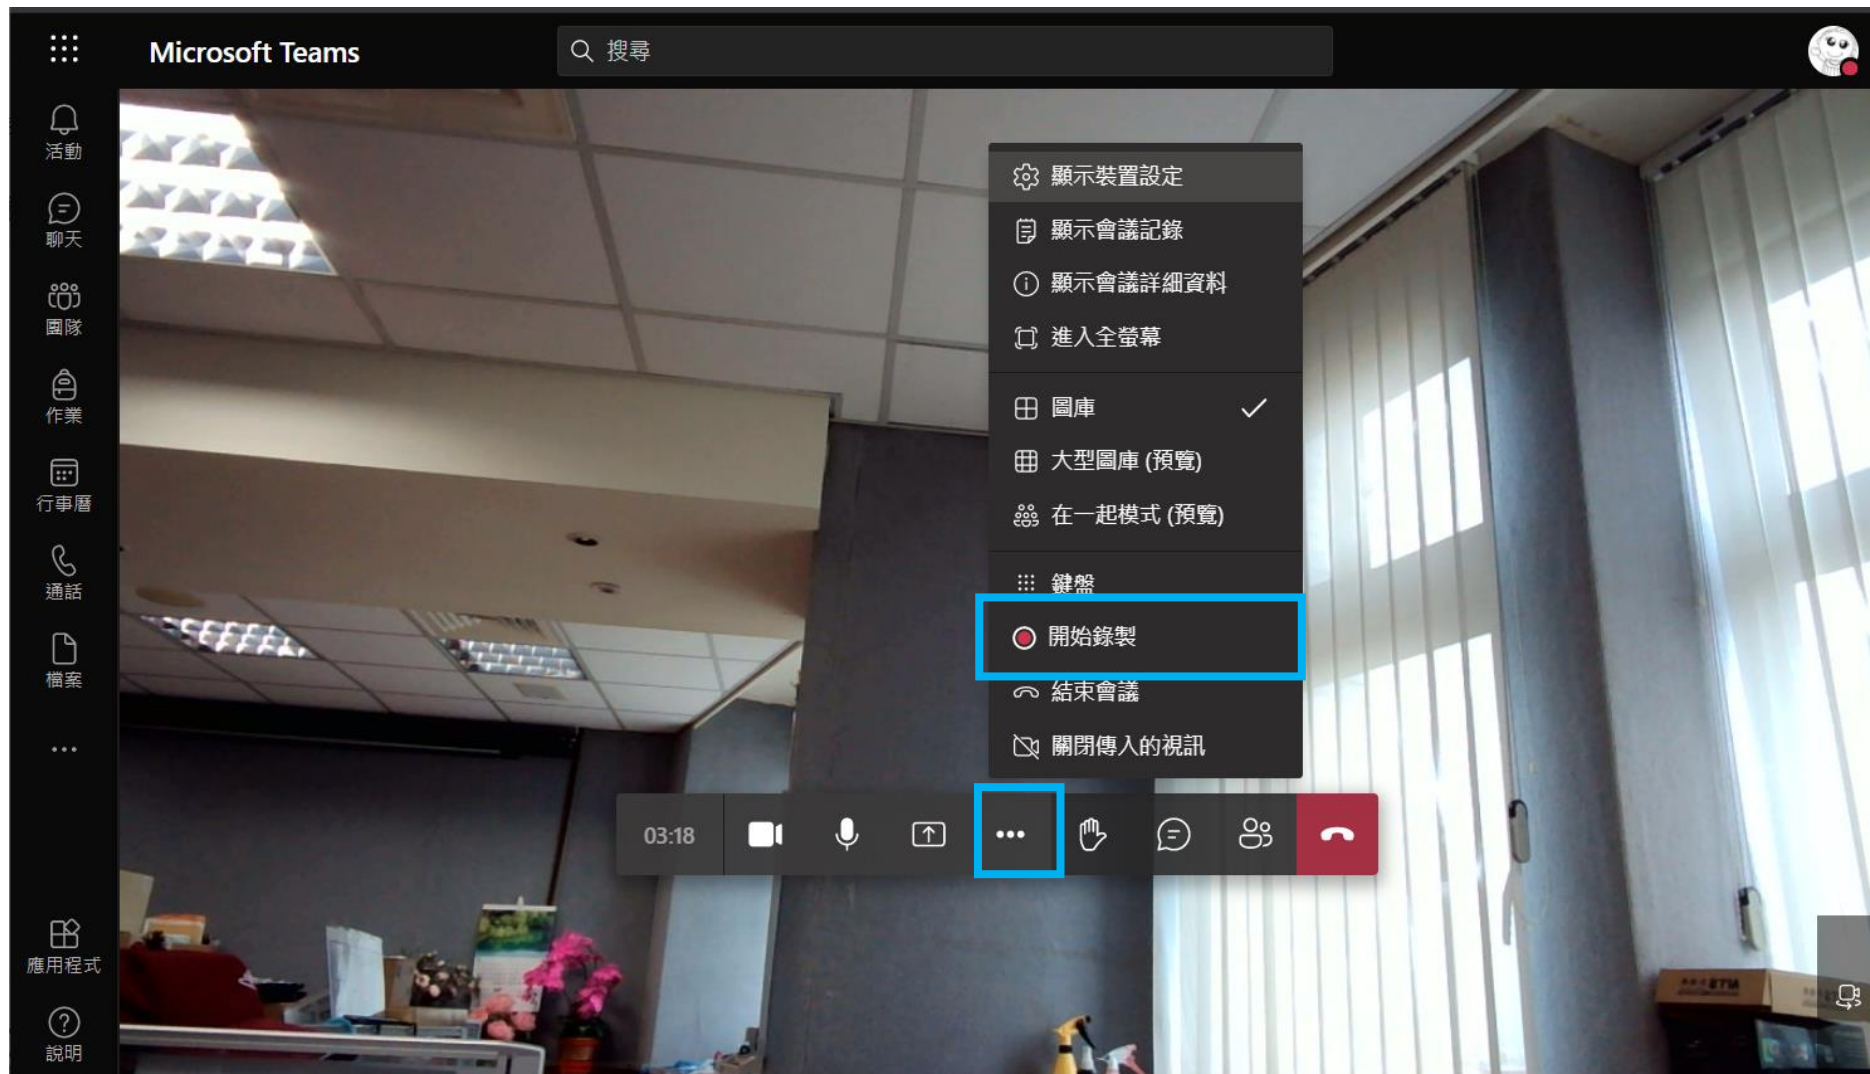 Microsoft Teams
搜尋
活動
聊天
團隊
作業
行事曆
通話
檔案
應用程式
說明
顯示裝置設定
顯示會議記錄
顯示會議詳細資料
進入全螢幕
圖庫
大型圖庫 (預覽)
在一起模式 (預覽)
鍵盤
開始錄製
結束會議
關閉傳入的視訊
03:18